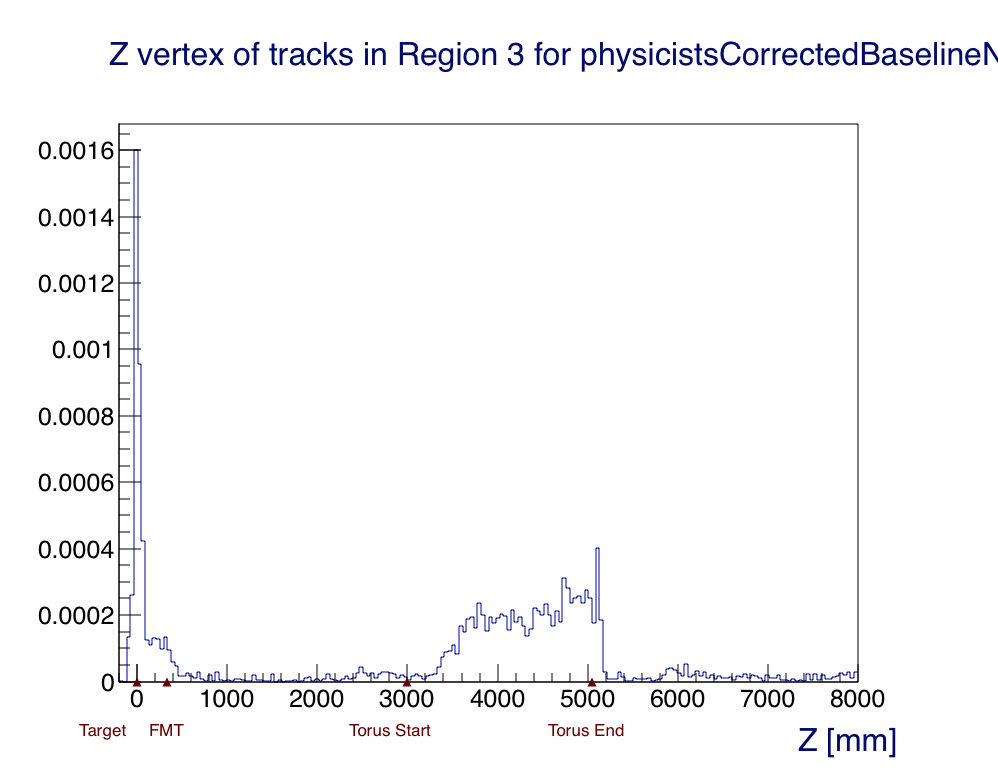 Z vertex of tracks in Region 3 for physicistsCorrectedBaselineN
0.0016
0.0014
0.0012
0.001
0.0008
0.0006
0.0004
0.0002
0
0 1000 2000 3000 4000 5000 6000 7000 8000
Target FMT Torus Start Torus End
Z [mm]